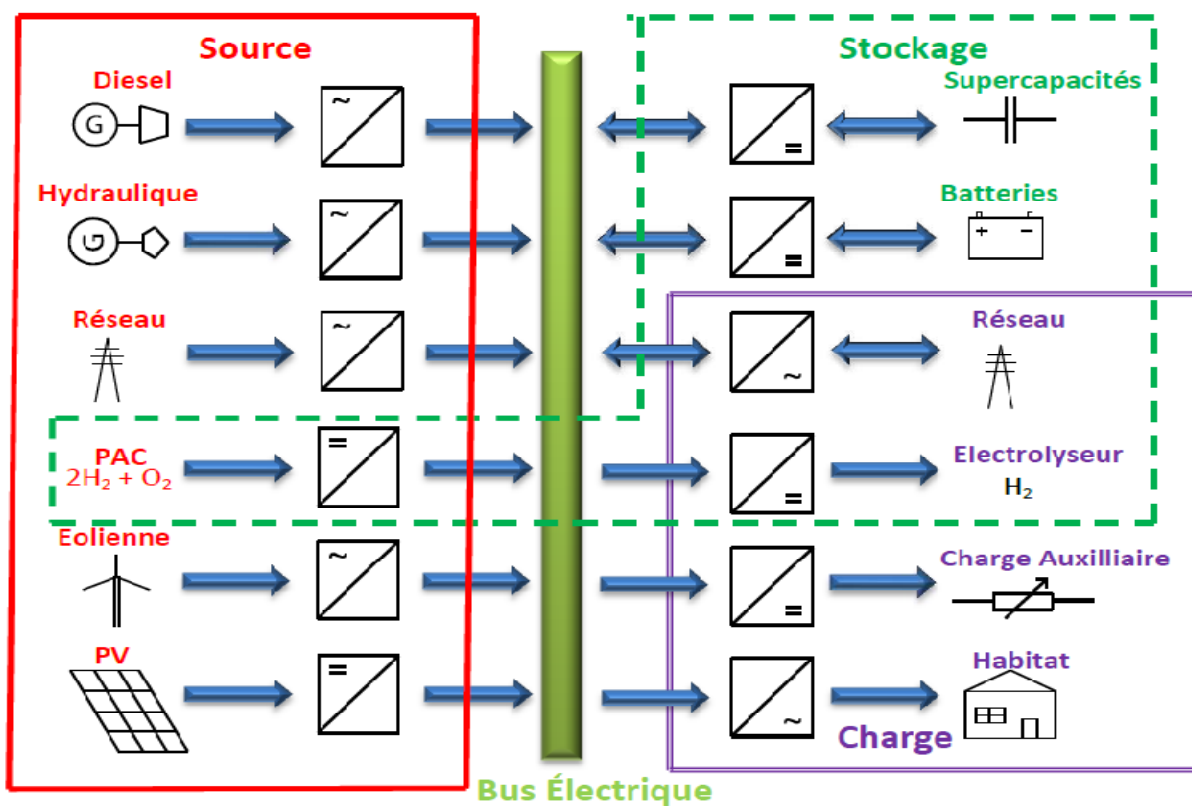 Source
Diesel
G
~
Hydraulique
G
~
Réseau
~
PAC
2H₂ + O₂
=
Eolienne
~
PV
=
Bus Électrique
Stockage
Supercapacités
=
Batteries
+ −
=
Réseau
~
Electrolyseur
H₂
=
Charge Auxilliaire
=
Habitat
~
Charge